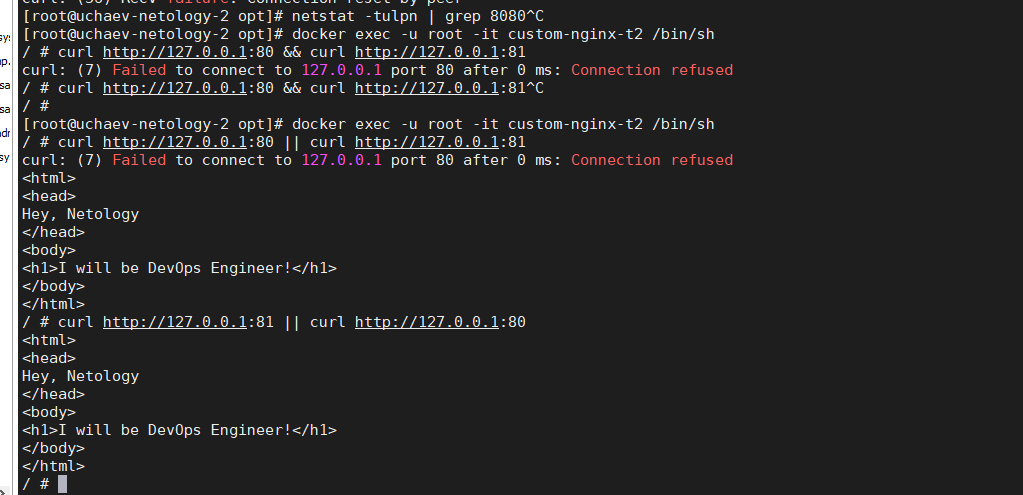 curl: (56) Recv failure: Connection reset by peer
[root@uchaev-netology-2 opt]# netstat -tulpn | grep 8080^C
[root@uchaev-netology-2 opt]# docker exec -u root -it custom-nginx-t2 /bin/sh
/ # curl http://127.0.0.1:80 && curl http://127.0.0.1:81
curl: (7) Failed to connect to 127.0.0.1 port 80 after 0 ms: Connection refused
/ # curl http://127.0.0.1:80 && curl http://127.0.0.1:81^C
/ #
[root@uchaev-netology-2 opt]# docker exec -u root -it custom-nginx-t2 /bin/sh
/ # curl http://127.0.0.1:80 || curl http://127.0.0.1:81
curl: (7) Failed to connect to 127.0.0.1 port 80 after 0 ms: Connection refused
<html>
<head>
Hey, Netology
</head>
<body>
<h1>I will be DevOps Engineer!</h1>
</body>
</html>
/ # curl http://127.0.0.1:81 || curl http://127.0.0.1:80
<html>
<head>
Hey, Netology
</head>
<body>
<h1>I will be DevOps Engineer!</h1>
</body>
</html>
/ #